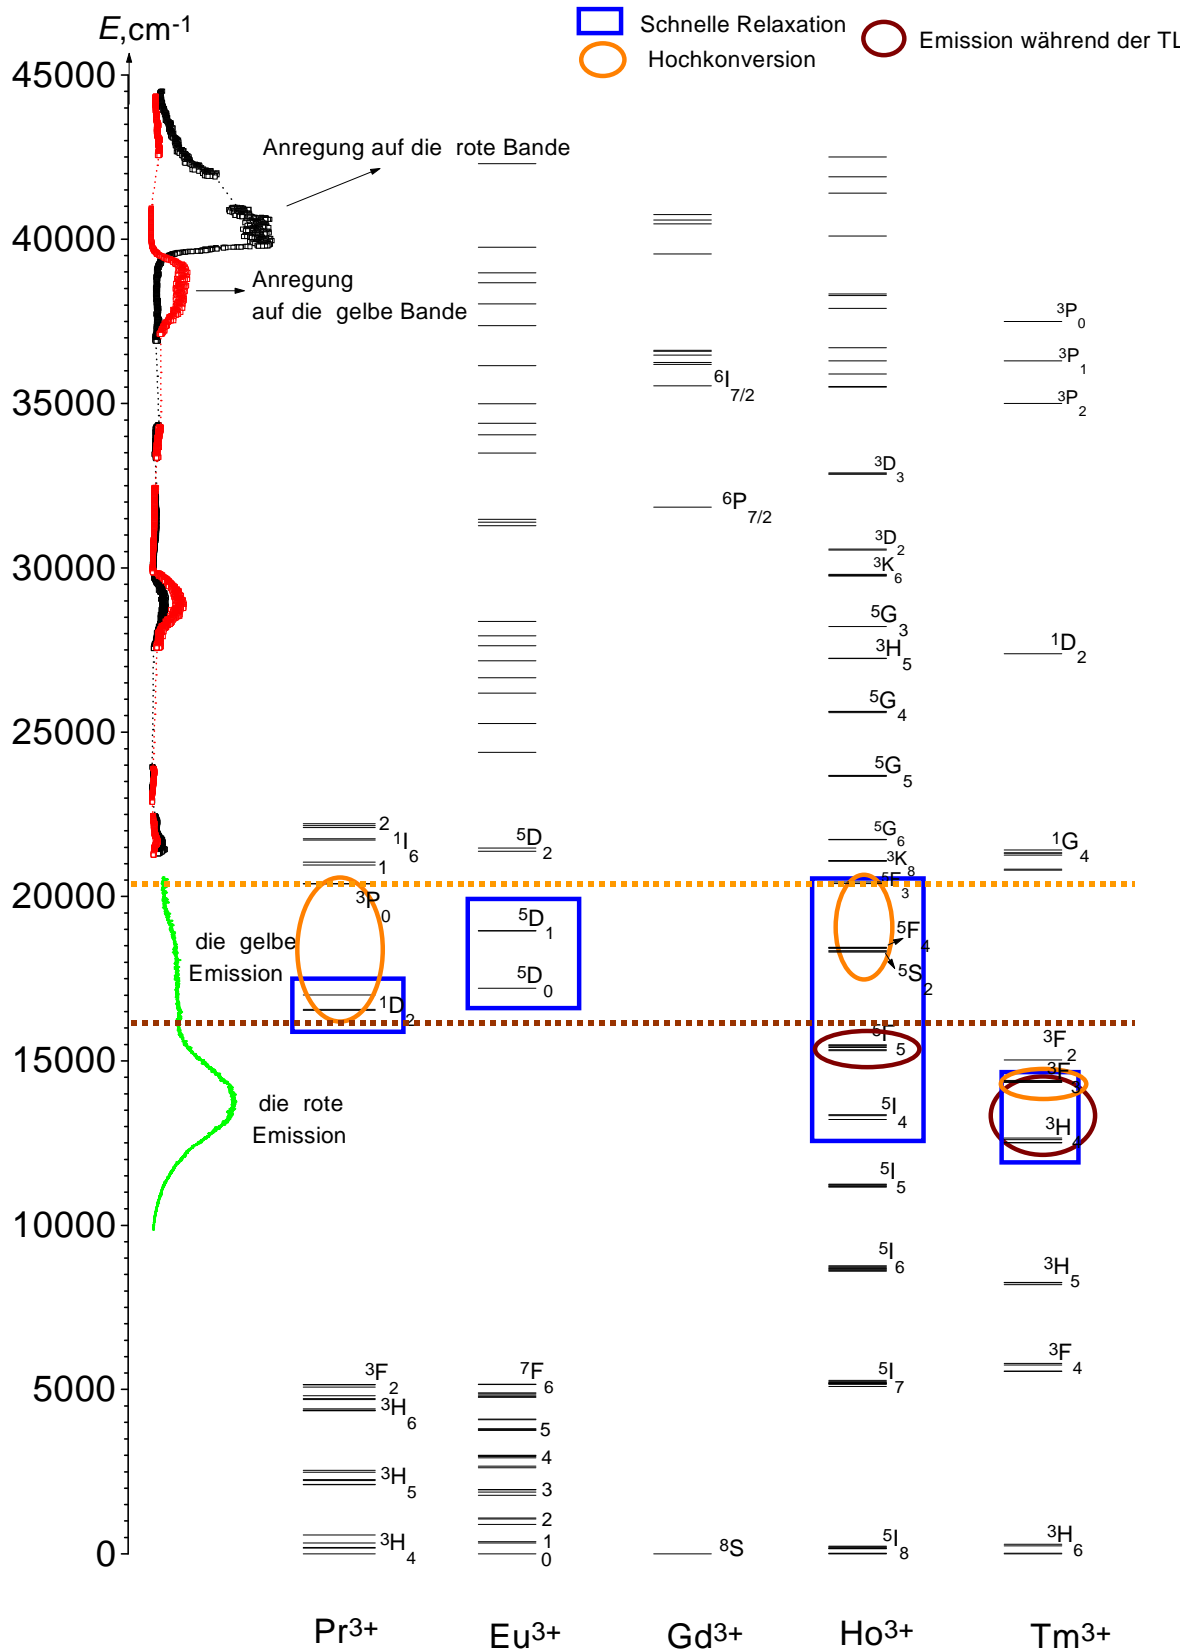 E,cm-1
Schnelle Relaxation
Hochkonversion
Emission während der TL
45000
40000
35000
30000
25000
20000
15000
10000
5000
0
Anregung auf die rote Bande
Anregung
auf die gelbe Bande
die gelbe
Emission
die rote
Emission
2
1I6
1
3P0
1D2
3F2
3H6
3H5
3H4
Pr3+
5D2
5D1
5D0
7F6
5
4
3
2
1
0
Eu3+
6I7/2
6P7/2
8S
Gd3+
3D3
3D2
3K6
5G3
3H5
5G4
5G5
5G6
3K8
5F3
5F4
5S2
5F5
5I4
5I5
5I6
5I7
5I8
Ho3+
3P0
3P1
3P2
1D2
1G4
3F2
3F3
3H4
3H5
3F4
3H6
Tm3+